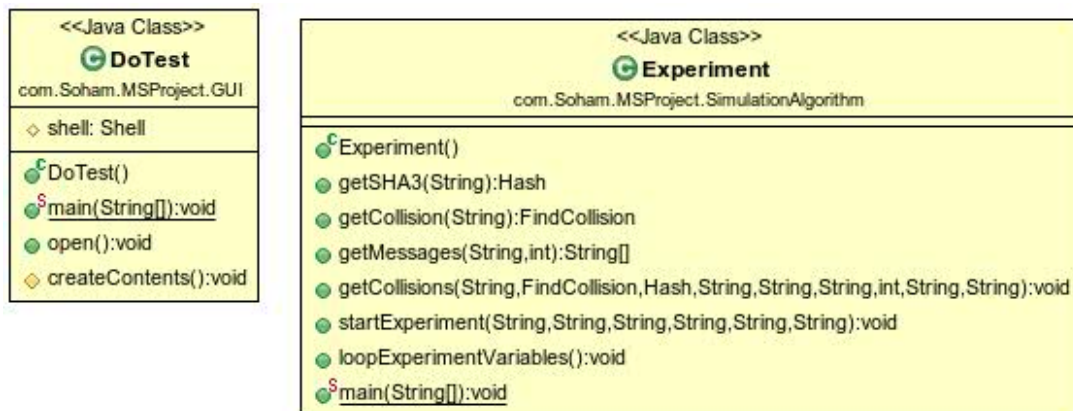 <<Java Class>>
DoTest
com.Soham.MSProject.GUI
shell: Shell
DoTest()
main(String[]):void
open():void
createContents():void
<<Java Class>>
Experiment
com.Soham.MSProject.SimulationAlgorithm
Experiment()
getSHA3(String):Hash
getCollision(String):FindCollision
getMessages(String,int):String[]
getCollisions(String,FindCollision,Hash,String,String,String,int,String,String):void
startExperiment(String,String,String,String,String,String):void
loopExperimentVariables():void
main(String[]):void